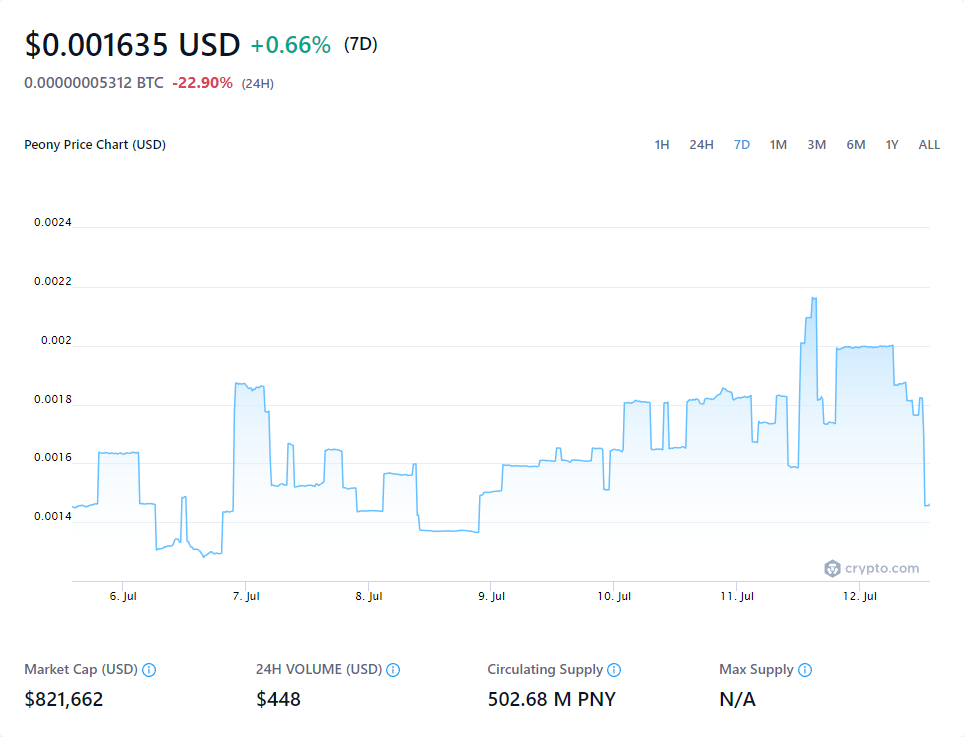 $0.001635 USD +0.66% (7D)
0.00000005312 BTC -22.90% (24H)
Peony Price Chart (USD) 1H 24H 7D 1M 3M 6M 1Y ALL
0.0024
0.0022
0.002
0.0018
0.0016
0.0014
crypto.com
6. Jul 7. Jul 8. Jul 9. Jul 10. Jul 11. Jul 12. Jul
Market Cap (USD) 24H VOLUME (USD) Circulating Supply Max Supply
$821,662 $448 502.68 M PNY N/A